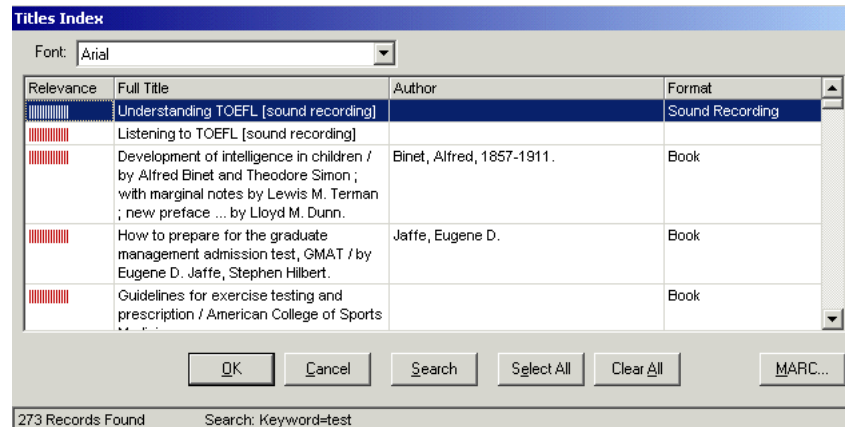 Titles Index
Font: Arial
Relevance Full Title Author Format
Understanding TOEFL [sound recording] Sound Recording
Listening to TOEFL [sound recording]
Development of intelligence in children / Binet, Alfred, 1857-1911. Book
by Alfred Binet and Theodore Simon ;
with marginal notes by Lewis M. Terman
; new preface ... by Lloyd M. Dunn.
How to prepare for the graduate Jaffe, Eugene D. Book
management admission test, GMAT / by
Eugene D. Jaffe, Stephen Hilbert.
Guidelines for exercise testing and Book
prescription / American College of Sports
OK Cancel Search Select All Clear All MARC...
273 Records Found Search: Keyword=test